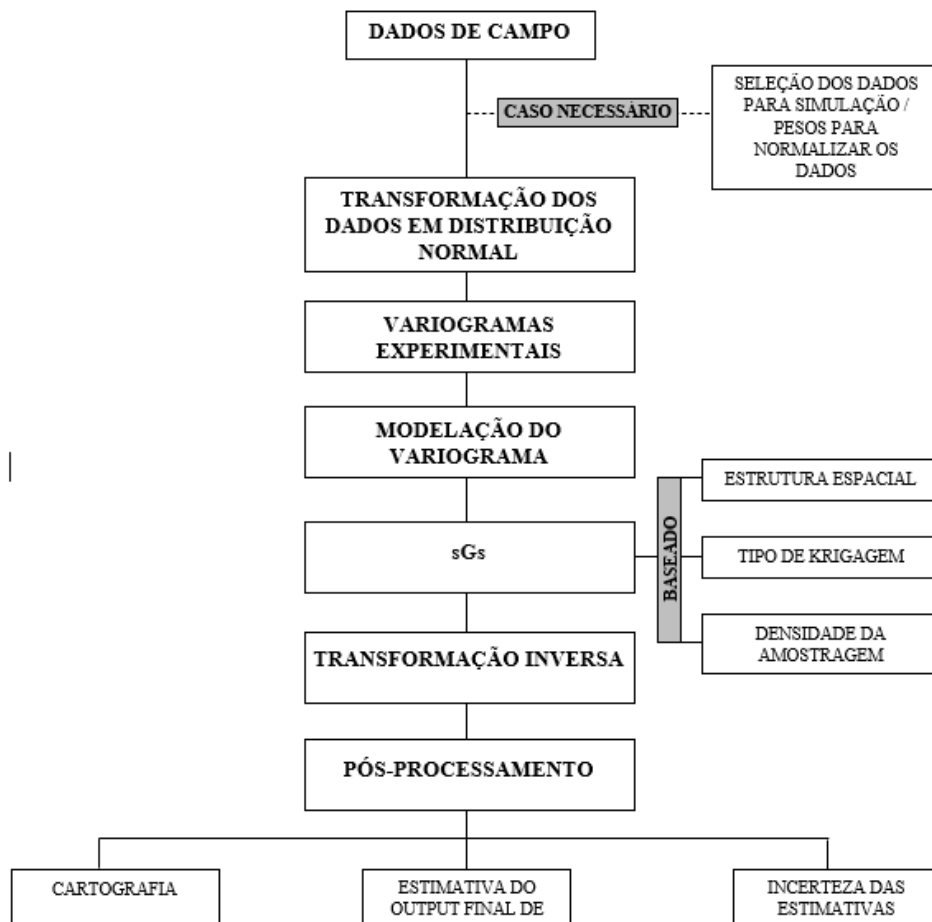 DADOS DE CAMPO
CASO NECESSÁRIO
SELEÇÃO DOS DADOS
PARA SIMULAÇÃO /
PESOS PARA
NORMALIZAR OS
DADOS
TRANSFORMAÇÃO DOS
DADOS EM DISTRIBUIÇÃO
NORMAL
VARIOGRAMAS
EXPERIMENTAIS
MODELAÇÃO DO
VARIOGRAMA
sGs
BASEADO
ESTRUTURA ESPACIAL
TIPO DE KRIGAGEM
DENSIDADE DA
AMOSTRAGEM
TRANSFORMAÇÃO INVERSA
PÓS-PROCESSAMENTO
CARTOGRAFIA
ESTIMATIVA DO
OUTPUT FINAL DE
INCERTEZA DAS
ESTIMATIVAS